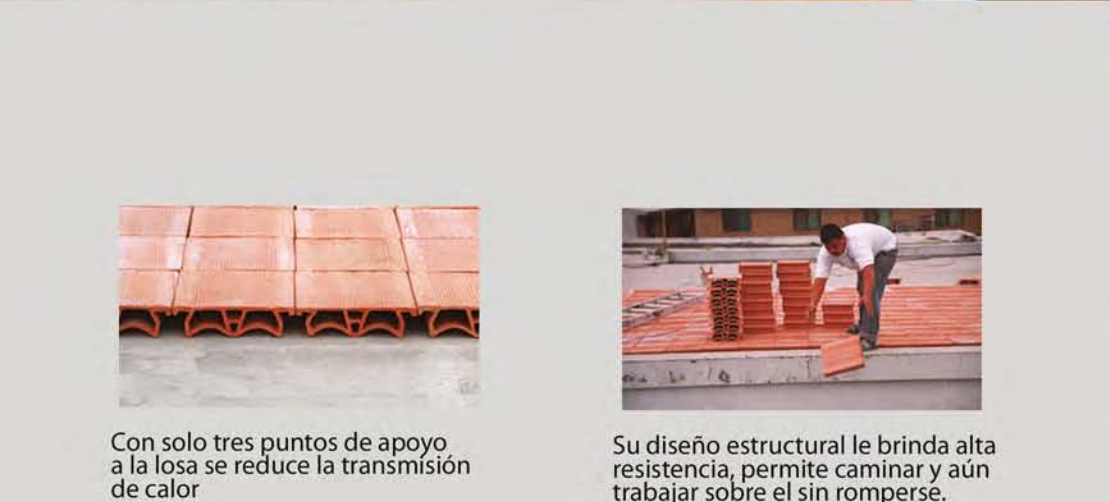 Con solo tres puntos de apoyo
a la losa se reduce la transmisión
de calor
Su diseño estructural le brinda alta
resistencia, permite caminar y aún
trabajar sobre el sin romperse.